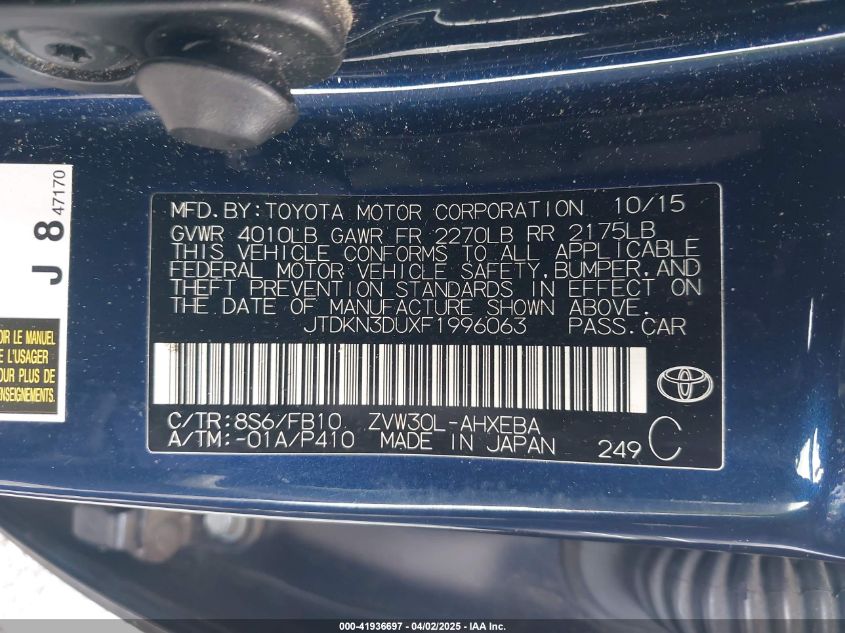 MFD.BY:TOYOTA MOTOR CORPORATION 10/15
GVWR 4010LB GAWR FR 2270LB RR 2175LB
THIS VEHICLE CONFORMS TO ALL APPLICABLE
FEDERAL MOTOR VEHICLE SAFETY,BUMPER,AND
THEFT PREVENTION STANDARDS IN EFFECT ON
THE DATE OF MANUFACTURE SHOWN ABOVE.
JTDKN3DUXF1996063 PASS.CAR
C/TR:8S6/FB10 ZVW30L-AHXEBA
A/TM:-01A/P410 MADE IN JAPAN 249 C
J 8 47170
LE MANUEL
L'USAGER
POUR PLUS DE
000-41936697 - 04/02/2025 - IAA Inc.